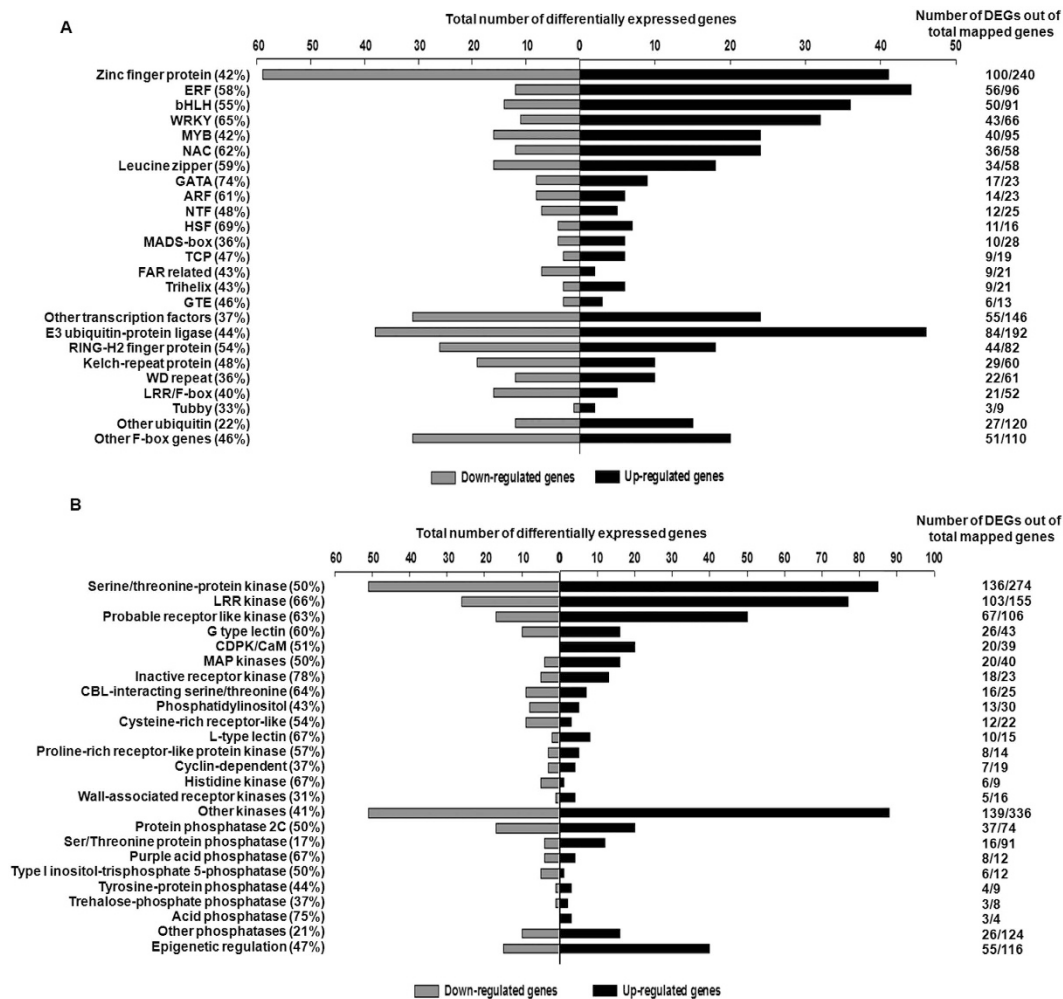 A
Total number of differentially expressed genes
Number of DEGs out of
total mapped genes
60 50 40 30 20 10 0 10 20 30 40 50
Zinc finger protein (42%) 100/240
ERF (58%) 56/96
bHLH (55%) 50/91
WRKY (65%) 43/66
MYB (42%) 40/95
NAC (62%) 36/58
Leucine zipper (59%) 34/58
GATA (74%) 17/23
ARF (61%) 14/23
NTF (48%) 12/25
HSF (69%) 11/16
MADS-box (36%) 10/28
TCP (47%) 9/19
FAR related (43%) 9/21
Trihelix (43%) 9/21
GTE (46%) 6/13
Other transcription factors (37%) 55/146
E3 ubiquitin-protein ligase (44%) 84/192
RING-H2 finger protein (54%) 44/82
Kelch-repeat protein (48%) 29/60
WD repeat (36%) 22/61
LRR/F-box (40%) 21/52
Tubby (33%) 3/9
Other ubiquitin (22%) 27/120
Other F-box genes (46%) 51/110
Down-regulated genes Up-regulated genes
B
Total number of differentially expressed genes
Number of DEGs out of
total mapped genes
60 50 40 30 20 10 0 10 20 30 40 50 60 70 80 90 100
Serine/threonine-protein kinase (50%) 136/274
LRR kinase (66%) 103/155
Probable receptor like kinase (63%) 67/106
G type lectin (60%) 26/43
CDPK/CaM (51%) 20/39
MAP kinases (50%) 20/40
Inactive receptor kinase (78%) 18/23
CBL-interacting serine/threonine (64%) 16/25
Phosphatidylinositol (43%) 13/30
Cysteine-rich receptor-like (54%) 12/22
L-type lectin (67%) 10/15
Proline-rich receptor-like protein kinase (57%) 8/14
Cyclin-dependent (37%) 7/19
Histidine kinase (67%) 6/9
Wall-associated receptor kinases (31%) 5/16
Other kinases (41%) 139/336
Protein phosphatase 2C (50%) 37/74
Ser/Threonine protein phosphatase (17%) 16/91
Purple acid phosphatase (67%) 8/12
Type I inositol-trisphosphate 5-phosphatase (50%) 6/12
Tyrosine-protein phosphatase (44%) 4/9
Trehalose-phosphate phosphatase (37%) 3/8
Acid phosphatase (75%) 3/4
Other phosphatases (21%) 26/124
Epigenetic regulation (47%) 55/116
Down-regulated genes Up-regulated genes